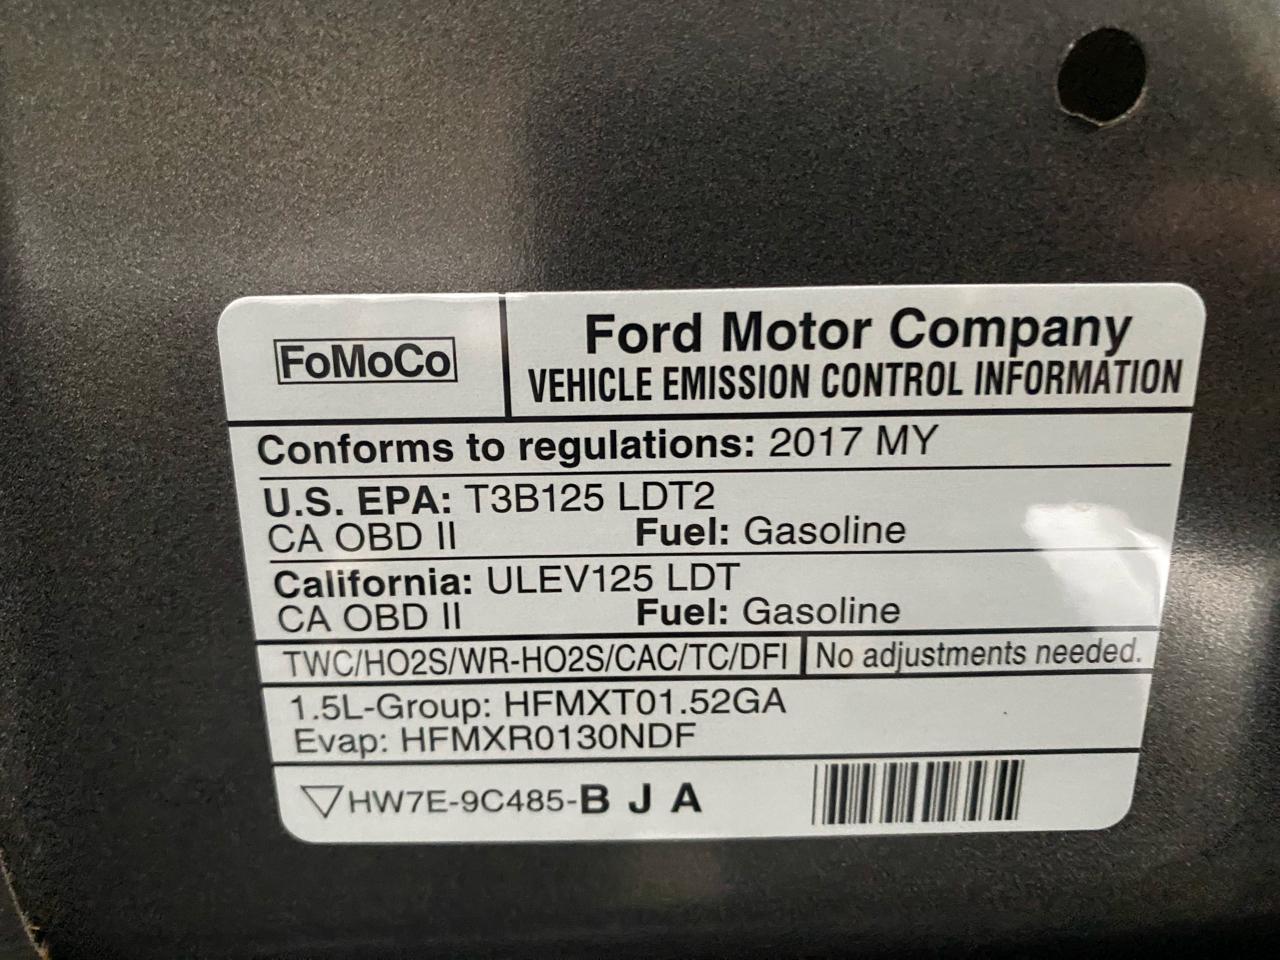 FoMoCo
Ford Motor Company
VEHICLE EMISSION CONTROL INFORMATION
Conforms to regulations: 2017 MY
U.S. EPA: T3B125 LDT2
CA OBD II Fuel: Gasoline
California: ULEV125 LDT
CA OBD II Fuel: Gasoline
TWC/HO2S/WR-HO2S/CAC/TC/DFI No adjustments needed.
1.5L-Group: HFMXT01.52GA
Evap: HFMXR0130NDF
HW7E-9C485-B J A